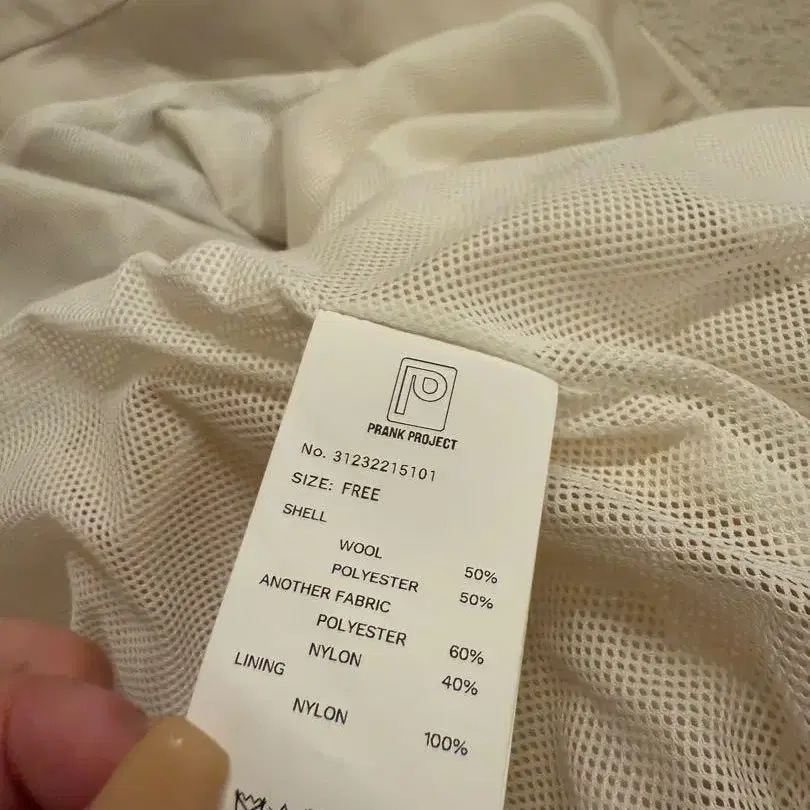 PRANK PROJECT
No. 31232215101
SIZE: FREE
SHELL
WOOL 50%
POLYESTER 50%
ANOTHER FABRIC
POLYESTER 60%
NYLON 40%
LINING
NYLON 100%